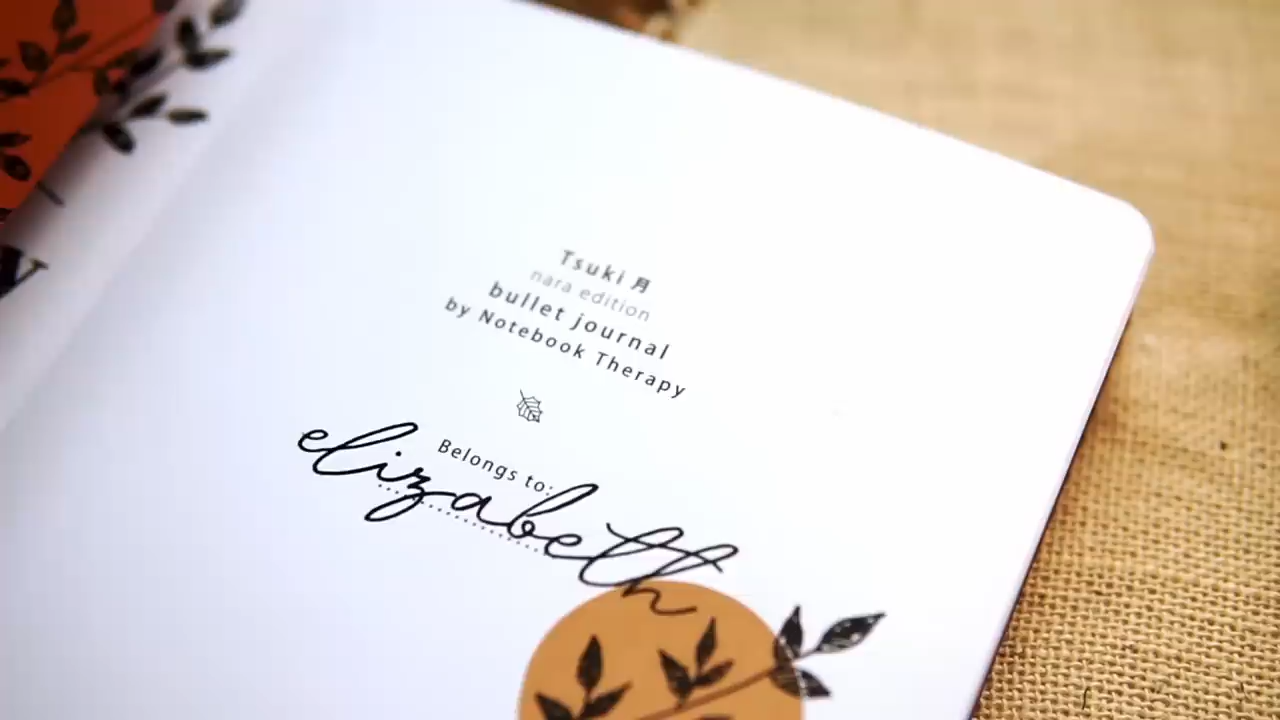 Tsuki 月
nara edition
bullet journal
by Notebook Therapy
Belongs to:
elizabeth